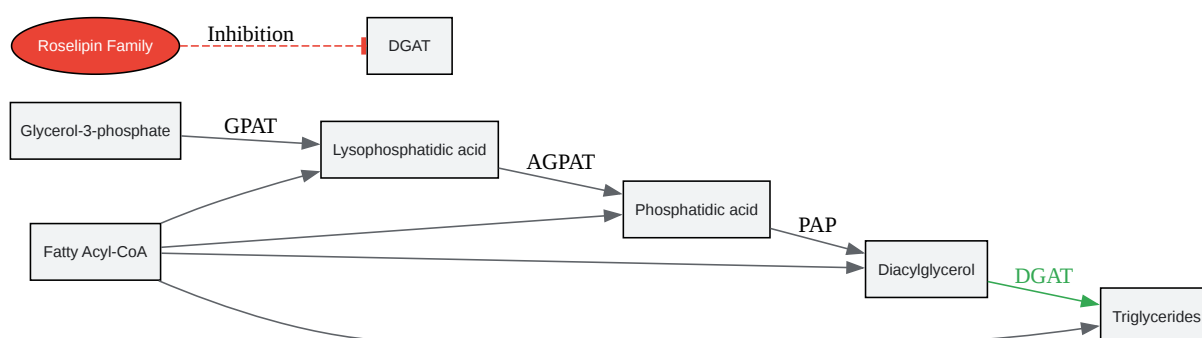 Roselipin Family
Inhibition
DGAT
Glycerol-3-phosphate
GPAT
Lysophosphatidic acid
AGPAT
Phosphatidic acid
PAP
Fatty Acyl-CoA
Diacylglycerol
DGAT
Triglycerides